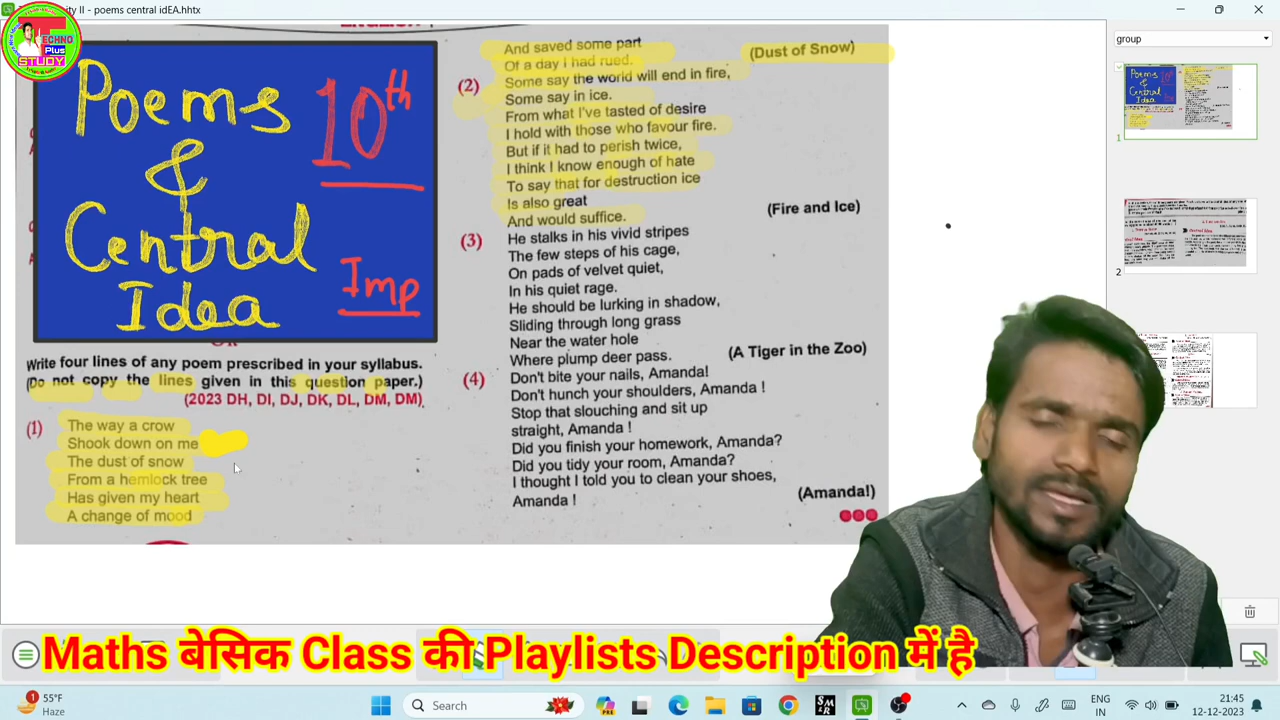 ity II - poems central idEA.hhtx
TECHNO
Plus
STUDY
Poems
&
Central
Idea
10th
Imp
Write four lines of any poem prescribed in your syllabus.
(Do not copy the lines given in this question paper.)
(2023 DH, DI, DJ, DK, DL, DM, DM)
(1) The way a crow
Shook down on me
The dust of snow
From a hemlock tree
Has given my heart
A change of mood
And saved some part
Of a day I had rued.
(Dust of Snow)
(2) Some say the world will end in fire,
Some say in ice.
From what I've tasted of desire
I hold with those who favour fire.
But if it had to perish twice,
I think I know enough of hate
To say that for destruction ice
Is also great
And would suffice.
(Fire and Ice)
(3) He stalks in his vivid stripes
The few steps of his cage,
On pads of velvet quiet,
In his quiet rage.
He should be lurking in shadow,
Sliding through long grass
Near the water hole
Where plump deer pass.
(A Tiger in the Zoo)
(4) Don't bite your nails, Amanda!
Don't hunch your shoulders, Amanda !
Stop that slouching and sit up
straight, Amanda !
Did you finish your homework, Amanda?
Did you tidy your room, Amanda?
I thought I told you to clean your shoes,
Amanda !
(Amanda!)
group
1
2
Maths बेसिक Class की Playlists Description में है
1
55°F
Haze
Search
ENG
IN
21:45
12-12-2023